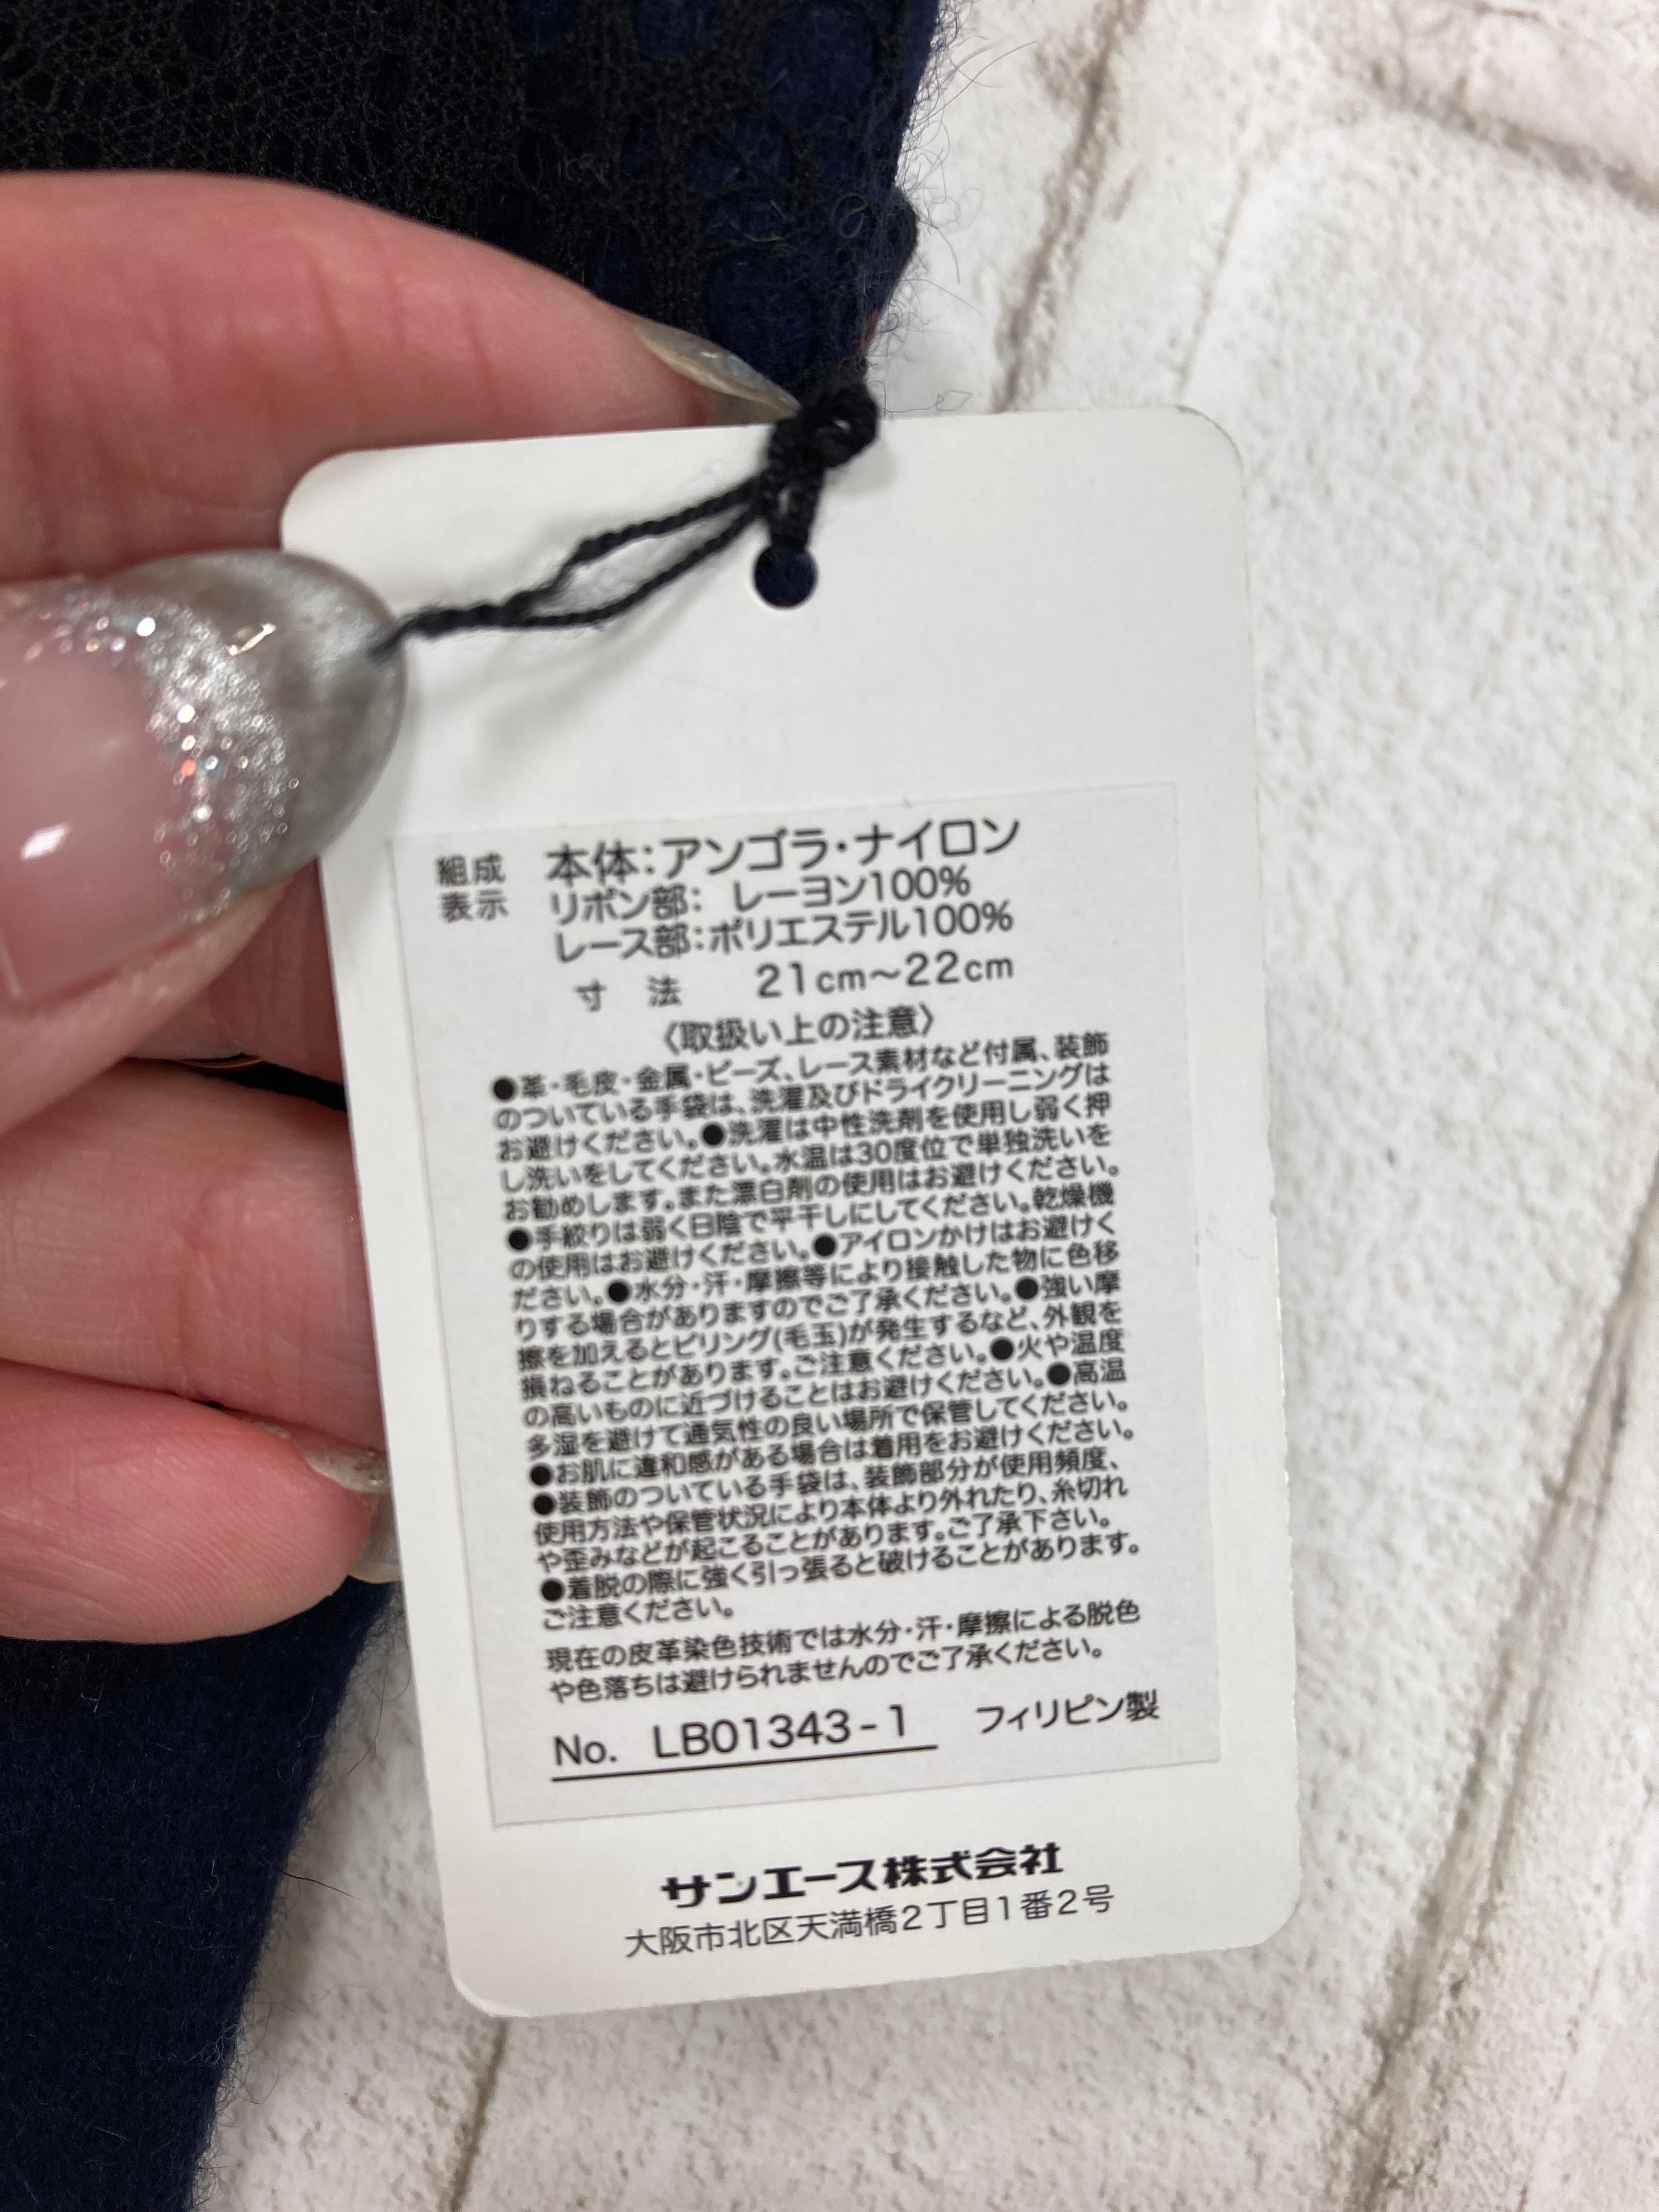 組成 本体：アンゴラ・ナイロン
表示 リボン部： レーヨン100%
レース部：ポリエステル100%
寸 法 21cm～22cm
〈取扱い上の注意〉
●革・毛皮・金属・ビーズ、レース素材など付属、装飾
のついている手袋は、洗濯及びドライクリーニングは
お避けください。●洗濯は中性洗剤を使用し弱く押
し洗いをしてください。水温は30度位で単独洗いを
お勧めします。また漂白剤の使用はお避けください。
●手絞りは弱く日陰で平干しにしてください。乾燥機
の使用はお避けください。●アイロンかけはお避けく
ださい。●水分・汗・摩擦等により接触した物に色移
りする場合がありますのでご了承ください。●強い摩
擦を加えるとピリング(毛玉)が発生するなど、外観を
損ねることがあります。ご注意ください。●火や温度
の高いものに近づけることはお避けください。●高温
多湿を避けて通気性の良い場所で保管してください。
●お肌に違和感がある場合は着用をお避けください。
●装飾のついている手袋は、装飾部分が使用頻度、
使用方法や保管状況により本体より外れたり、糸切れ
や歪みなどが起こることがあります。ご了承下さい。
●着脱の際に強く引っ張ると破けることがあります。
ご注意ください。
現在の皮革染色技術では水分・汗・摩擦による脱色
や色落ちは避けられませんのでご了承ください。
No. LB01343-1 フィリピン製
サンエース株式会社
大阪市北区天満橋2丁目1番2号